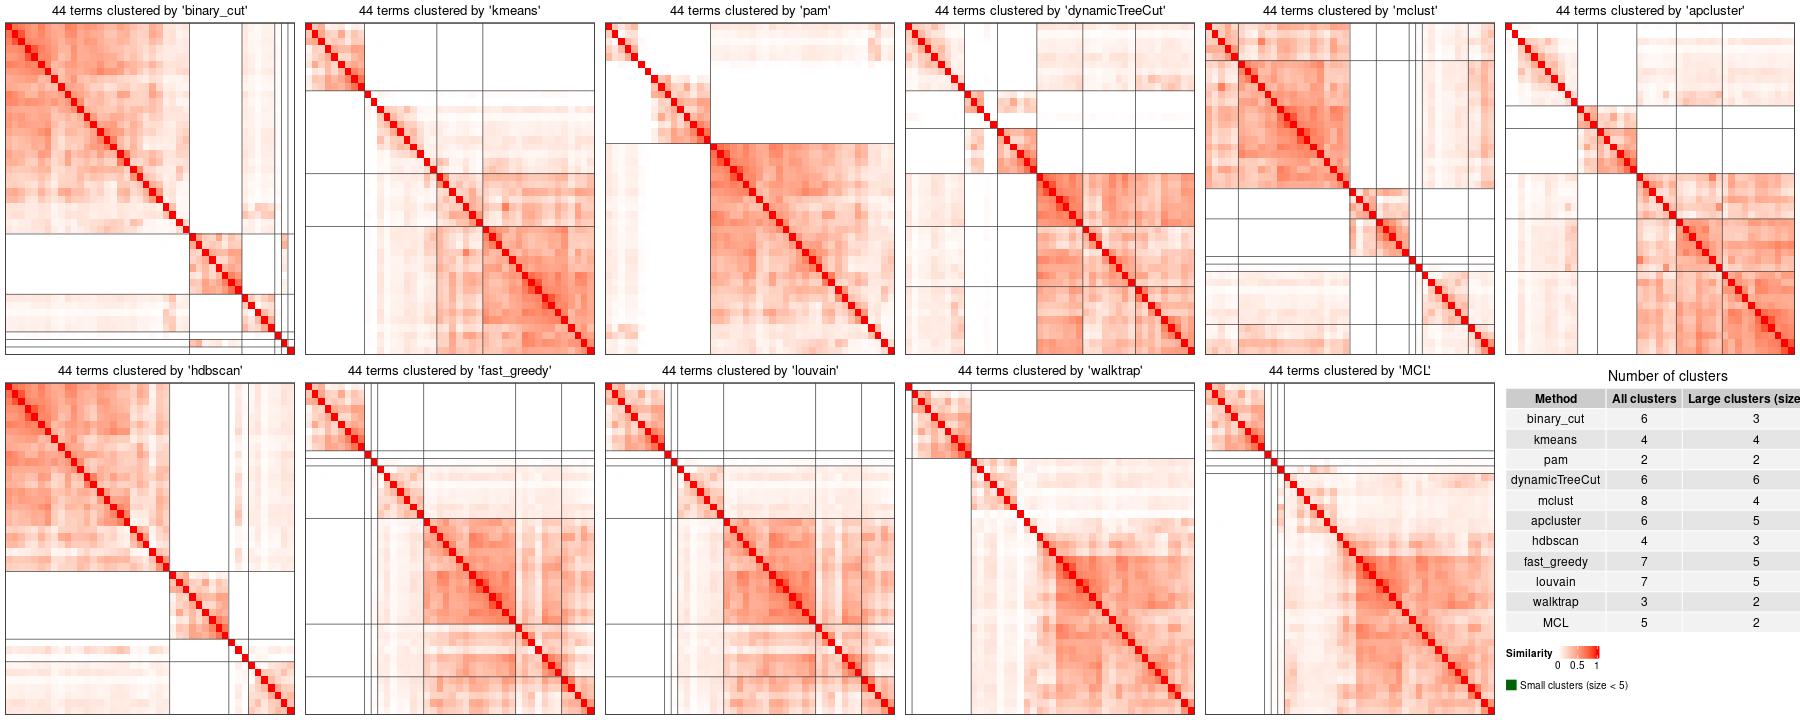 44 terms clustered by 'binary_cut'
44 terms clustered by 'kmeans'
44 terms clustered by 'pam'
44 terms clustered by 'dynamicTreeCut'
44 terms clustered by 'mclust'
44 terms clustered by 'apcluster'
44 terms clustered by 'hdbscan'
44 terms clustered by 'fast_greedy'
44 terms clustered by 'louvain'
44 terms clustered by 'walktrap'
44 terms clustered by 'MCL'
Number of clusters
Method All clusters Large clusters (size
binary_cut 6 3
kmeans 4 4
pam 2 2
dynamicTreeCut 6 6
mclust 8 4
apcluster 6 5
hdbscan 4 3
fast_greedy 7 5
louvain 7 5
walktrap 3 2
MCL 5 2
Similarity
0 0.5 1
Small clusters (size < 5)